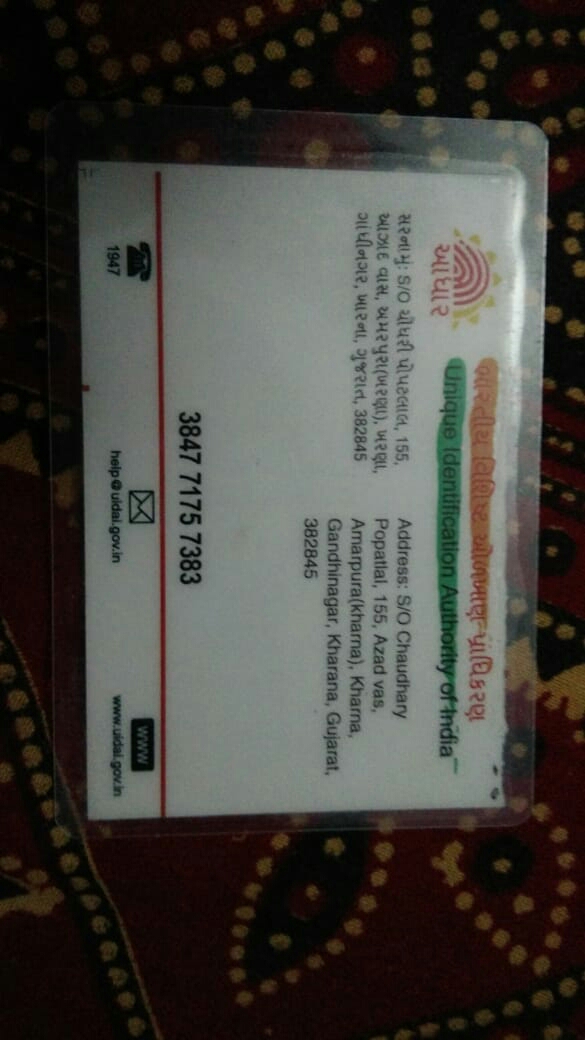 આધાર
ભારતીય વિશિષ્ટ ઓળખાણ પ્રાધિકરણ
Unique Identification Authority of India
સરનામું: S/O ચૌધરી પોપટલાલ, 155,
આઝાદ વાસ, અમરપુરા(ખરણા), ખરણા,
ગાંધીનગર, ખારના, ગુજરાત, 382845
Address: S/O Chaudhary
Popatlal, 155, Azad vas,
Amarpura(kharna), Kharna,
Gandhinagar, Kharana, Gujarat,
382845
3847 7175 7383
1947
help@uidai.gov.in
www
www.uidai.gov.in